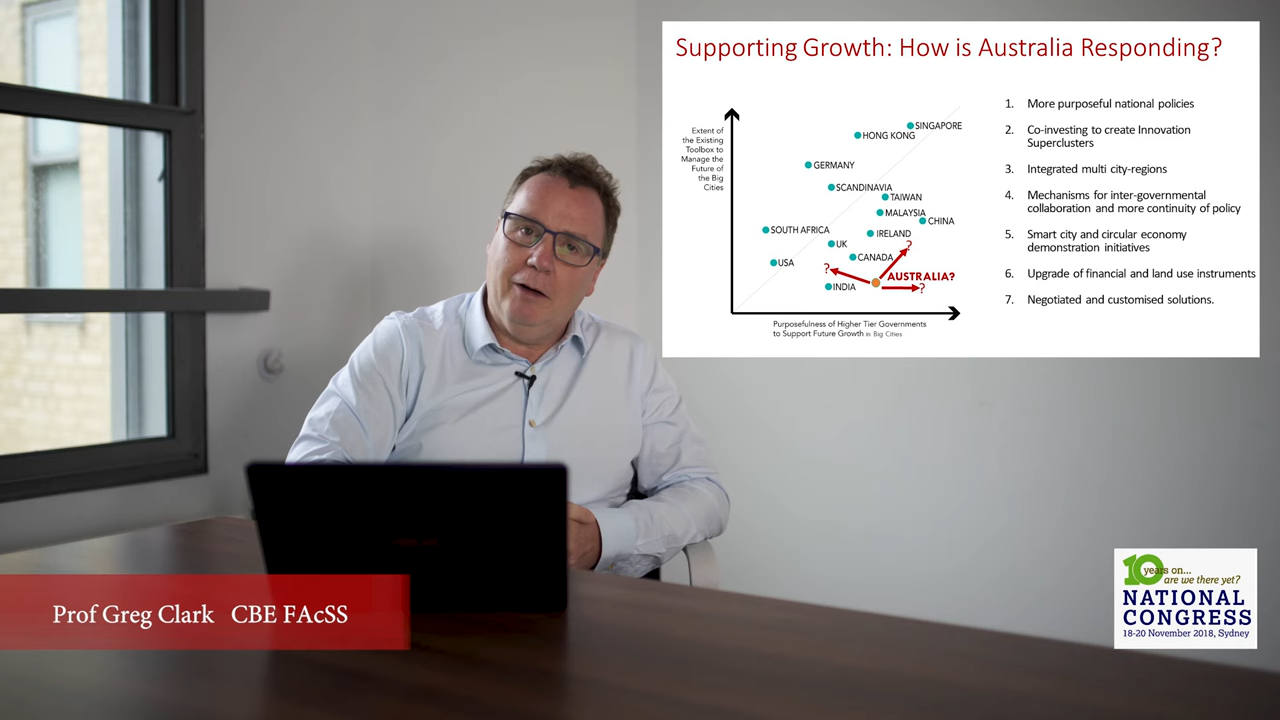 Supporting Growth: How is Australia Responding?
Extent of
the Existing
Toolbox to
Manage the
Future of
the Big
Cities
SINGAPORE
HONG KONG
GERMANY
SCANDINAVIA
TAIWAN
MALAYSIA
CHINA
SOUTH AFRICA
IRELAND
UK
?
CANADA
USA
?
AUSTRALIA?
INDIA
?
Purposefulness of Higher Tier Governments
to Support Future Growth in Big Cities
1. More purposeful national policies
2. Co-investing to create Innovation
Superclusters
3. Integrated multi city-regions
4. Mechanisms for inter-governmental
collaboration and more continuity of policy
5. Smart city and circular economy
demonstration initiatives
6. Upgrade of financial and land use instruments
7. Negotiated and customised solutions.
Prof Greg Clark CBE FAcSS
10 years on...
are we there yet?
NATIONAL
CONGRESS
18-20 November 2018, Sydney